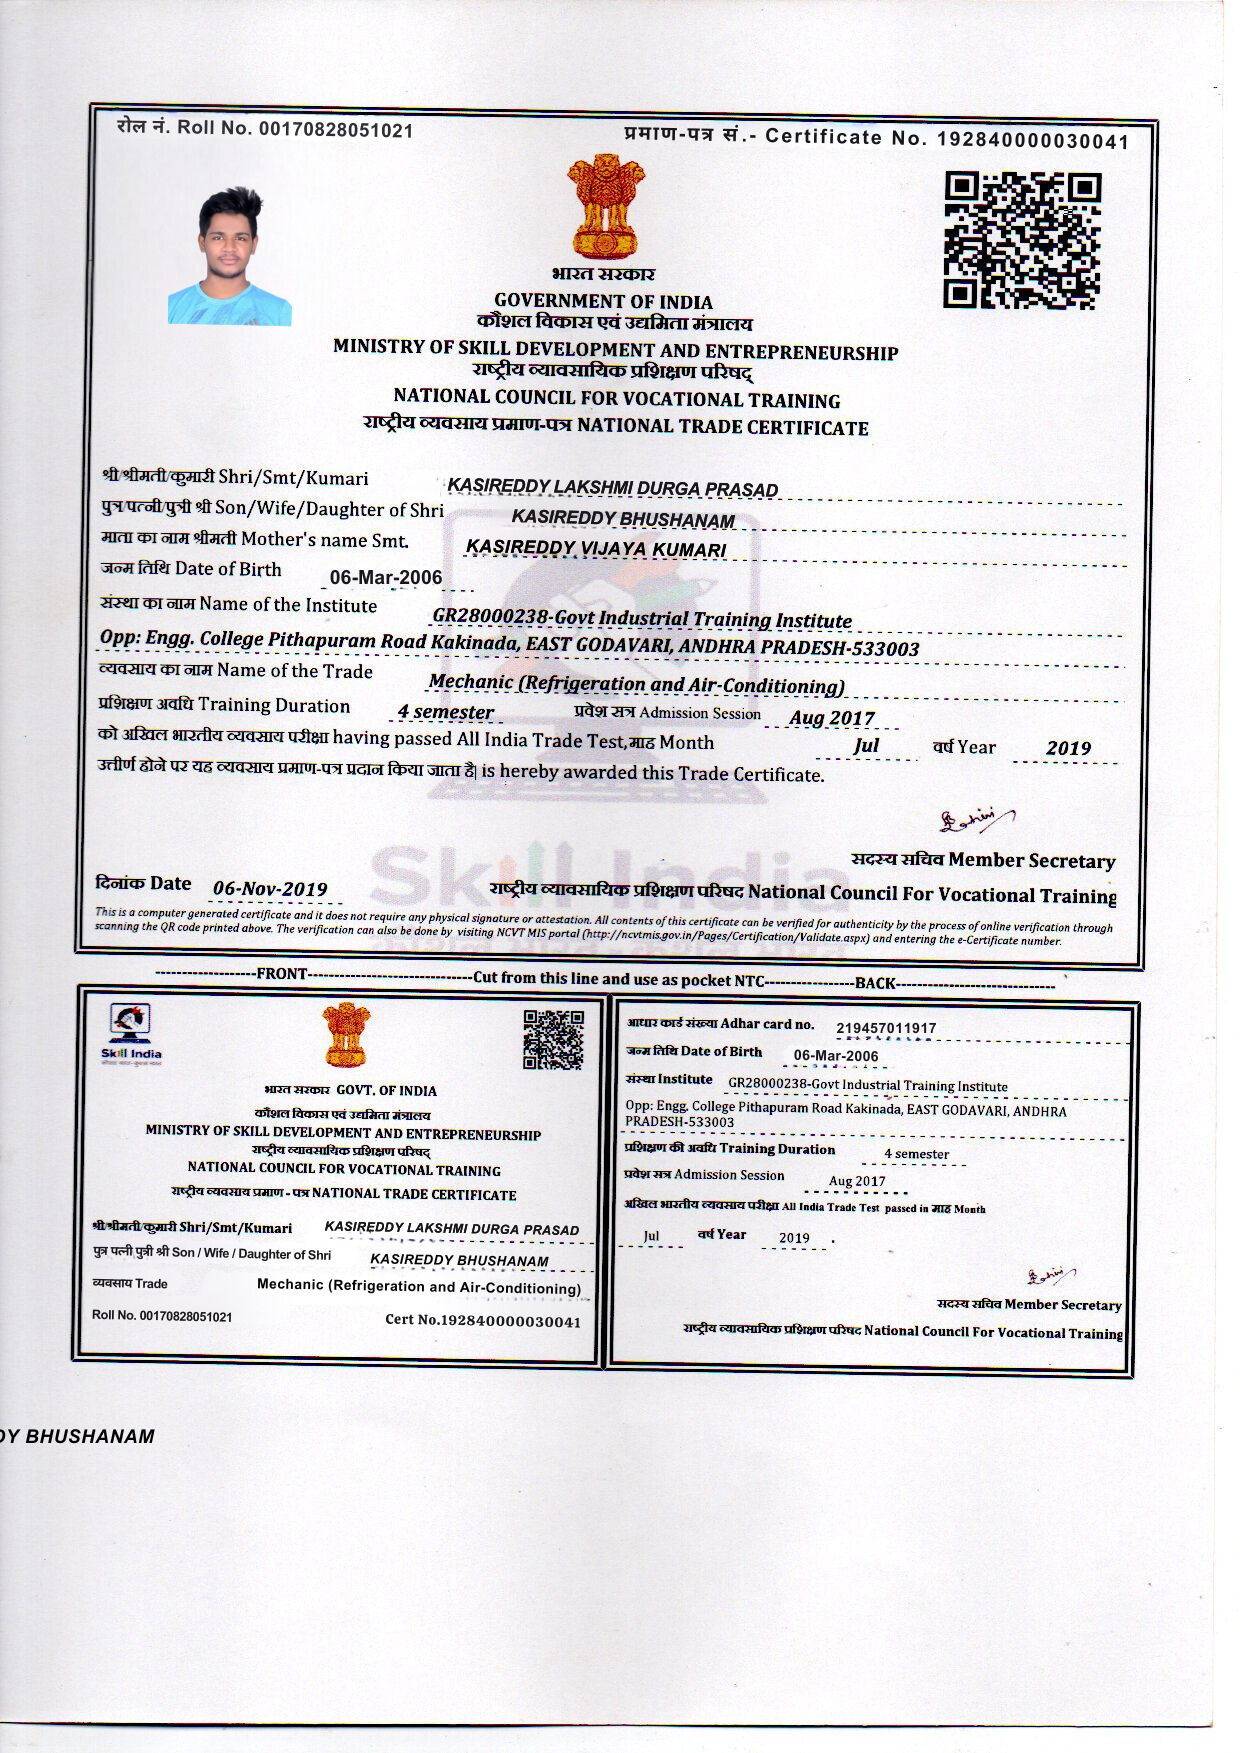 रोल नं. Roll No. 00170828051021
प्रमाण-पत्र सं.- Certificate No. 192840000030041
भारत सरकार
GOVERNMENT OF INDIA
कौशल विकास एवं उद्यमिता मंत्रालय
MINISTRY OF SKILL DEVELOPMENT AND ENTREPRENEURSHIP
राष्ट्रीय व्यावसायिक प्रशिक्षण परिषद्
NATIONAL COUNCIL FOR VOCATIONAL TRAINING
राष्ट्रीय व्यवसाय प्रमाण-पत्र NATIONAL TRADE CERTIFICATE
श्री/श्रीमती/कुमारी Shri/Smt/Kumari KASIREDDY LAKSHMI DURGA PRASAD
पुत्र/पत्नी/पुत्री श्री Son/Wife/Daughter of Shri KASIREDDY BHUSHANAM
माता का नाम श्रीमती Mother's name Smt. KASIREDDY VIJAYA KUMARI
जन्म तिथि Date of Birth 06-Mar-2006
संस्था का नाम Name of the Institute GR28000238-Govt Industrial Training Institute
Opp: Engg. College Pithapuram Road Kakinada, EAST GODAVARI, ANDHRA PRADESH-533003
व्यवसाय का नाम Name of the Trade Mechanic (Refrigeration and Air-Conditioning)
प्रशिक्षण अवधि Training Duration 4 semester प्रवेश सत्र Admission Session Aug 2017
को अखिल भारतीय व्यवसाय परीक्षा having passed All India Trade Test, माह Month Jul वर्ष Year 2019
उत्तीर्ण होने पर यह व्यवसाय प्रमाण-पत्र प्रदान किया जाता है| is hereby awarded this Trade Certificate.
सदस्य सचिव Member Secretary
दिनांक Date 06-Nov-2019 राष्ट्रीय व्यावसायिक प्रशिक्षण परिषद National Council For Vocational Training
Skill India
This is a computer generated certificate and it does not require any physical signature or attestation. All contents of this certificate can be verified for authenticity by the process of online verification through
scanning the QR code printed above. The verification can also be done by visiting NCVT MIS portal (http://ncvtmis.gov.in/Pages/Certification/Validate.aspx) and entering the e-Certificate number.
-------------------FRONT-------------------------------Cut from this line and use as pocket NTC-----------------BACK------------------------------
Skill India
भारत सरकार GOVT. OF INDIA
कौशल विकास एवं उद्यमिता मंत्रालय
MINISTRY OF SKILL DEVELOPMENT AND ENTREPRENEURSHIP
राष्ट्रीय व्यावसायिक प्रशिक्षण परिषद्
NATIONAL COUNCIL FOR VOCATIONAL TRAINING
राष्ट्रीय व्यवसाय प्रमाण - पत्र NATIONAL TRADE CERTIFICATE
श्री/श्रीमती/कुमारी Shri/Smt/Kumari KASIREDDY LAKSHMI DURGA PRASAD
पुत्र पत्नी पुत्री श्री Son / Wife / Daughter of Shri KASIREDDY BHUSHANAM
व्यवसाय Trade Mechanic (Refrigeration and Air-Conditioning)
Roll No. 00170828051021 Cert No.192840000030041
आधार कार्ड संख्या Adhar card no. 219457011917
जन्म तिथि Date of Birth 06-Mar-2006
संस्था Institute GR28000238-Govt Industrial Training Institute
Opp: Engg. College Pithapuram Road Kakinada, EAST GODAVARI, ANDHRA
PRADESH-533003
प्रशिक्षण की अवधि Training Duration 4 semester
प्रवेश सत्र Admission Session Aug 2017
अखिल भारतीय व्यवसाय परीक्षा All India Trade Test passed in माह Month
Jul वर्ष Year 2019
सदस्य सचिव Member Secretary
राष्ट्रीय व्यावसायिक प्रशिक्षण परिषद National Council For Vocational Training
DY BHUSHANAM